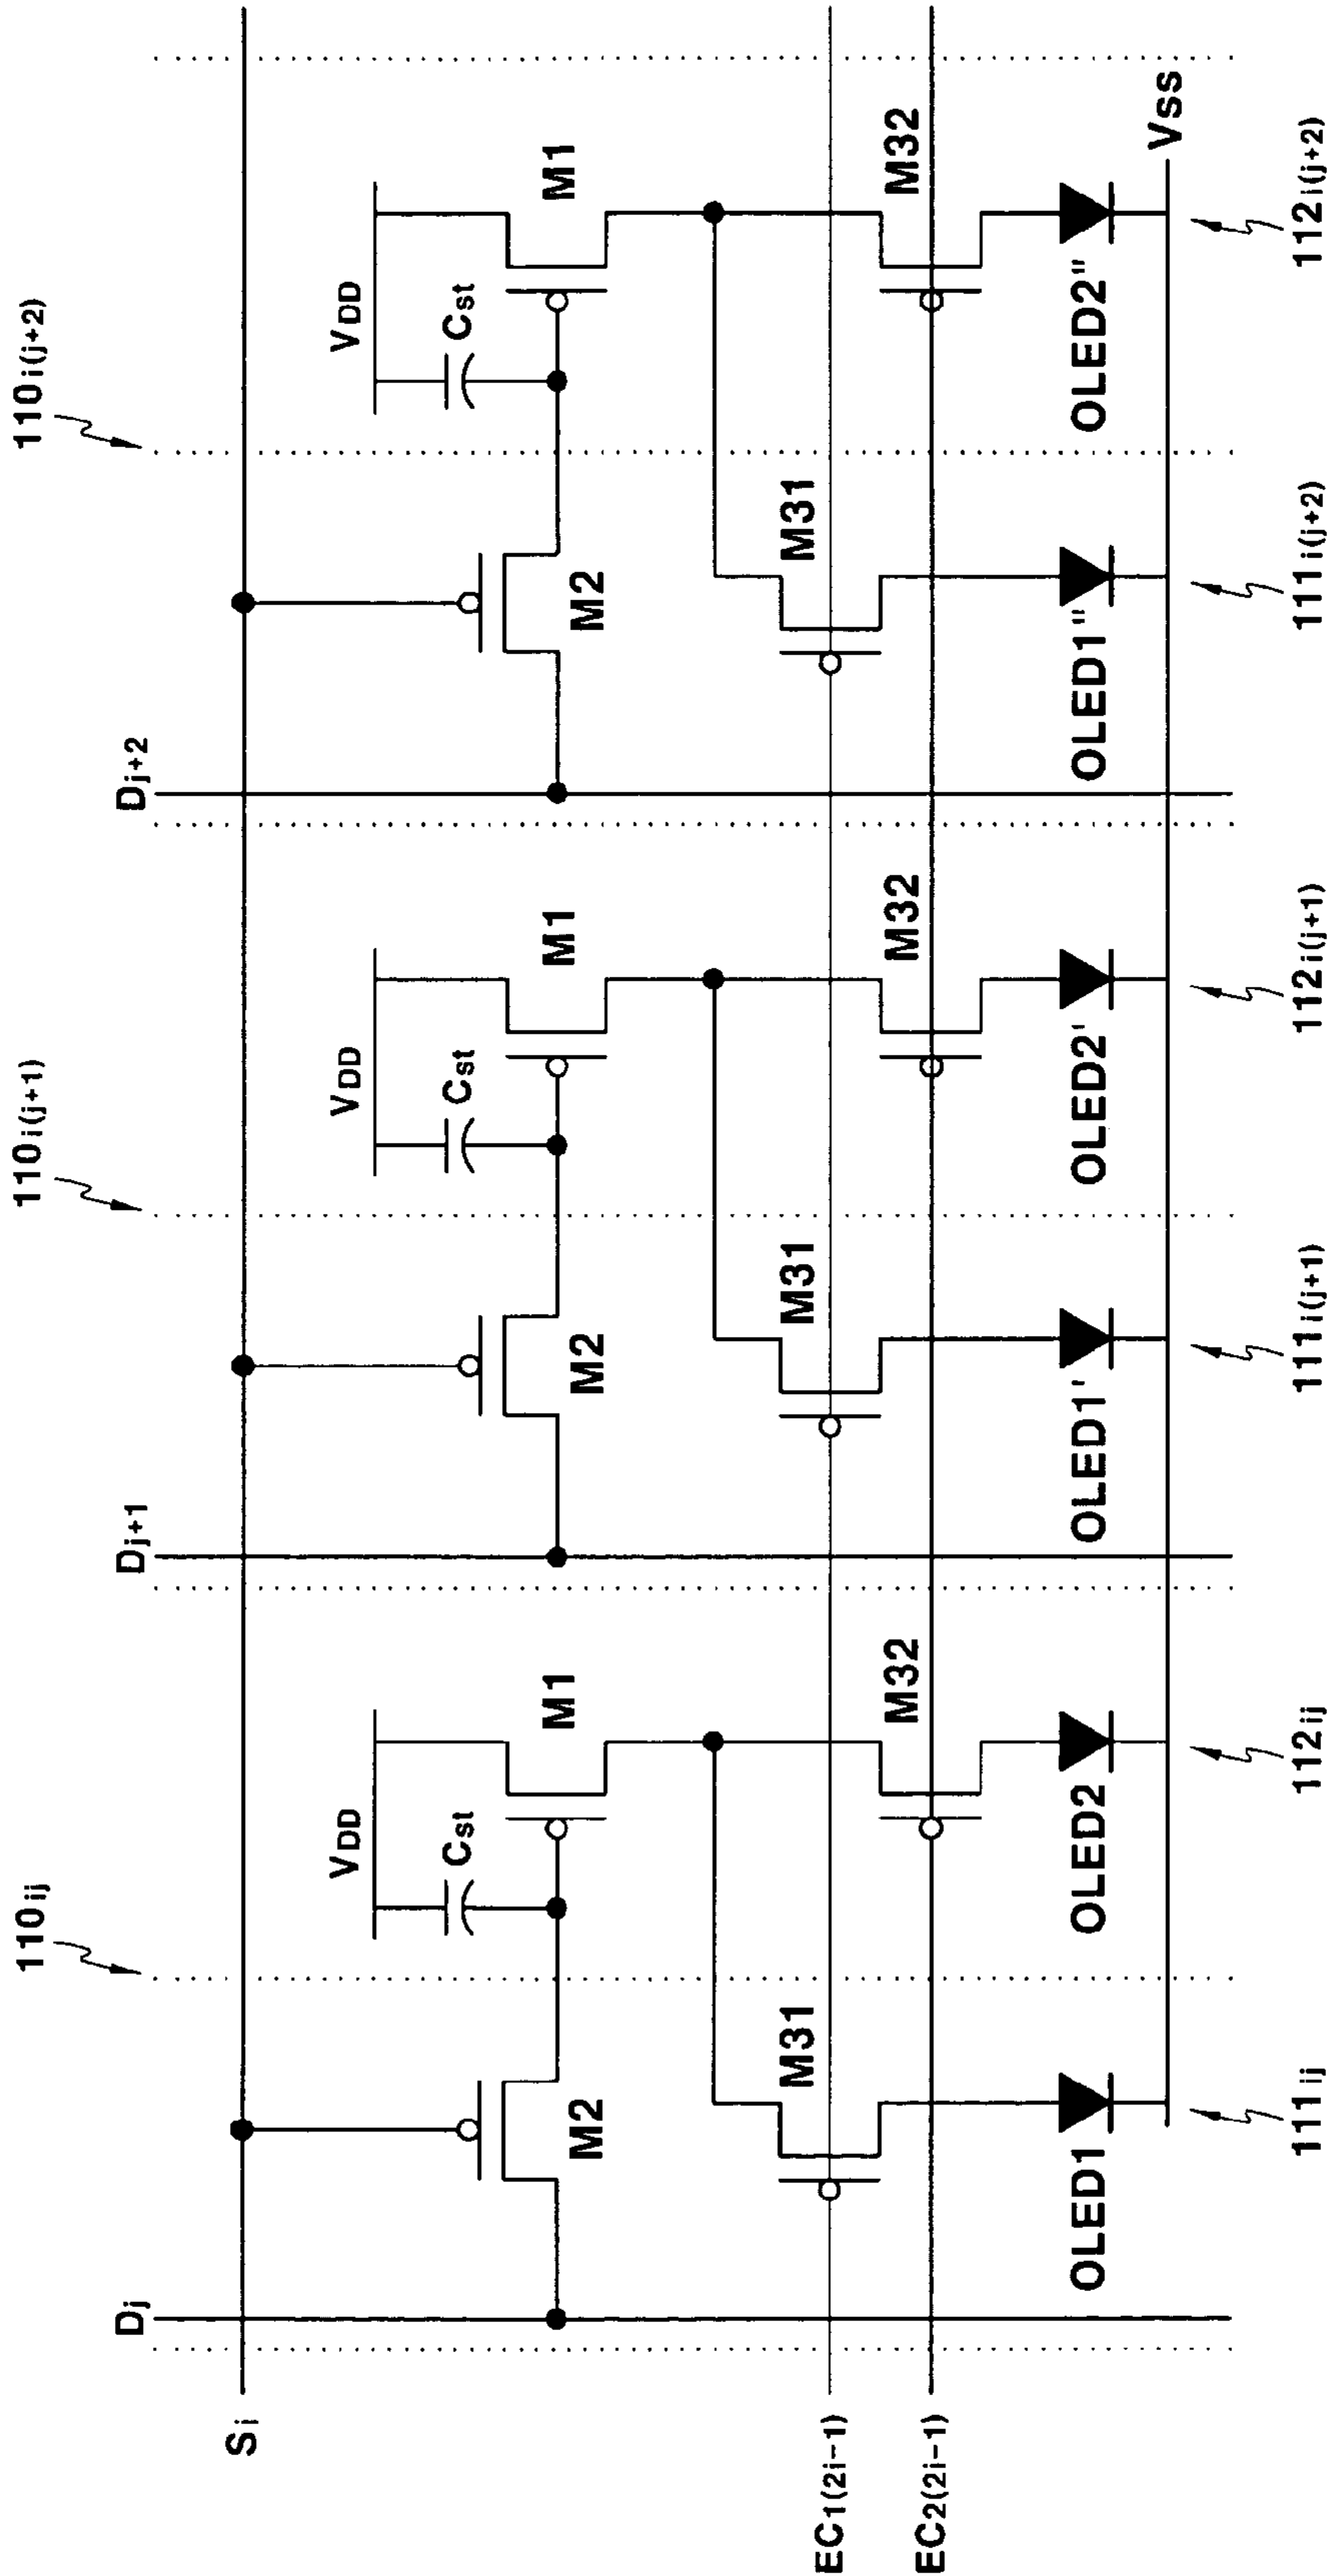 110ij 110i(j+1) 110i(j+2)
Dj Dj+1 Dj+2
Si
VDD VDD VDD
Cst M1 Cst M1 Cst M1
M2 M2 M2
M31 M31 M31
EC1(2i-1)
M32 M32 M32
EC2(2i-1)
OLED1 OLED2 OLED1' OLED2' OLED1" OLED2"
Vss
111ij 112ij 111i(j+1) 112i(j+1) 111i(j+2) 112i(j+2)